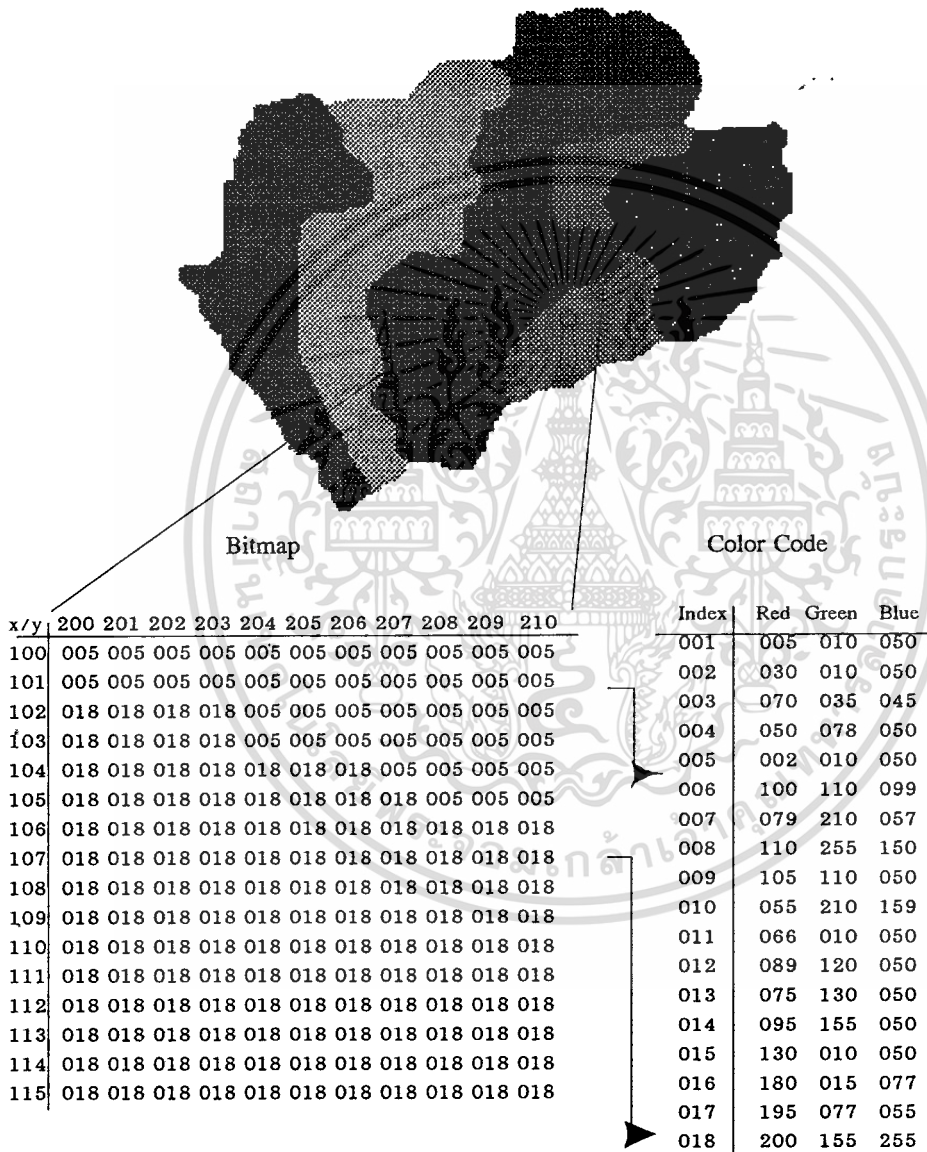 Bitmap
Color Code
x/y 200 201 202 203 204 205 206 207 208 209 210
100 005 005 005 005 005 005 005 005 005 005 005
101 005 005 005 005 005 005 005 005 005 005 005
102 018 018 018 018 005 005 005 005 005 005 005
103 018 018 018 018 005 005 005 005 005 005 005
104 018 018 018 018 018 018 018 005 005 005 005
105 018 018 018 018 018 018 018 018 005 005 005
106 018 018 018 018 018 018 018 018 018 018 018
107 018 018 018 018 018 018 018 018 018 018 018
108 018 018 018 018 018 018 018 018 018 018 018
109 018 018 018 018 018 018 018 018 018 018 018
110 018 018 018 018 018 018 018 018 018 018 018
111 018 018 018 018 018 018 018 018 018 018 018
112 018 018 018 018 018 018 018 018 018 018 018
113 018 018 018 018 018 018 018 018 018 018 018
114 018 018 018 018 018 018 018 018 018 018 018
115 018 018 018 018 018 018 018 018 018 018 018
Index Red Green Blue
001 005 010 050
002 030 010 050
003 070 035 045
004 050 078 050
005 002 010 050
006 100 110 099
007 079 210 057
008 110 255 150
009 105 110 050
010 055 210 159
011 066 010 050
012 089 120 050
013 075 130 050
014 095 155 050
015 130 010 050
016 180 015 077
017 195 077 055
018 200 155 255